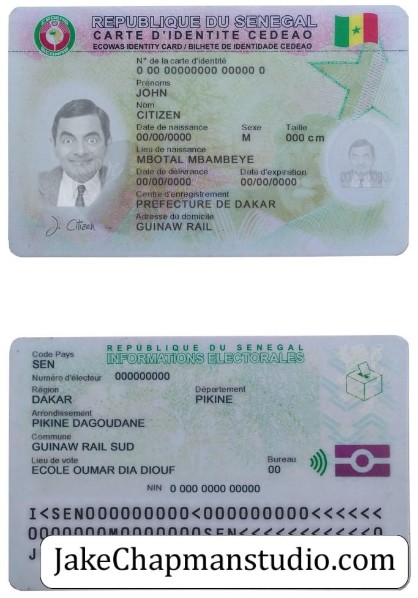 REPUBLIQUE DU SENEGAL
CARTE D'IDENTITE CEDEAO
ECOWAS IDENTITY CARD / BILHETE DE IDENTIDADE CEDEAO
N° de la carte d'identité
0 00 00000000 00000 0
Prénoms
JOHN
Nom
CITIZEN
Date de naissance Sexe Taille
00/00/0000 M 000 cm
Lieu de naissance
MBOTAL MBAMBEYE
Date de délivrance Date d'expiration
00/00/0000 00/00/0000
Centre d'enregistrement
PREFECTURE DE DAKAR
Adresse du domicile
GUINAW RAIL
J. Citizen
REPUBLIQUE DU SENEGAL
INFORMATIONS ELECTORALES
Code Pays
SEN
Numéro d'électeur 000000000
Région Département
DAKAR PIKINE
Arrondissement
PIKINE DAGOUDANE
Commune
GUINAW RAIL SUD
Lieu de vote Bureau
ECOLE OUMAR DIA DIOUF 00
NIN 0 000 0000 00000
I<SEN000000000<000000000<<<<<<
0000000M0000000SEN<<<<<<<<<<<0
J
JakeChapmanstudio.com